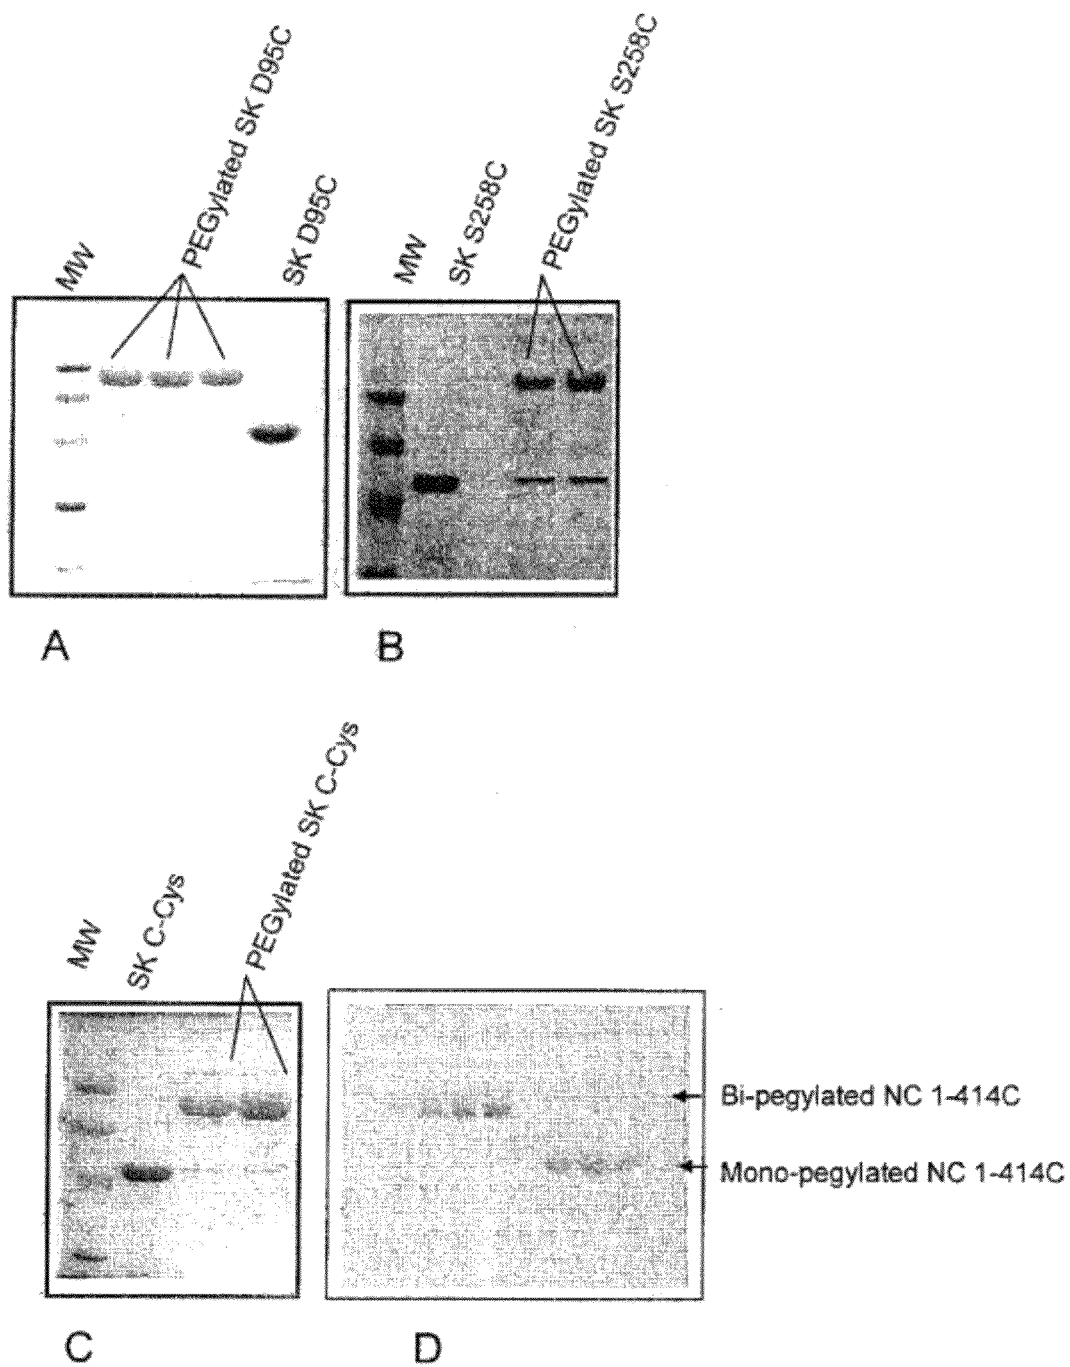 MW
PEGylated SK D95C
SK D95C
MW
SK S258C
PEGylated SK S258C
A
B
MW
SK C-Cys
PEGylated SK C-Cys
Bi-pegylated NC 1-414C
Mono-pegylated NC 1-414C
C
D